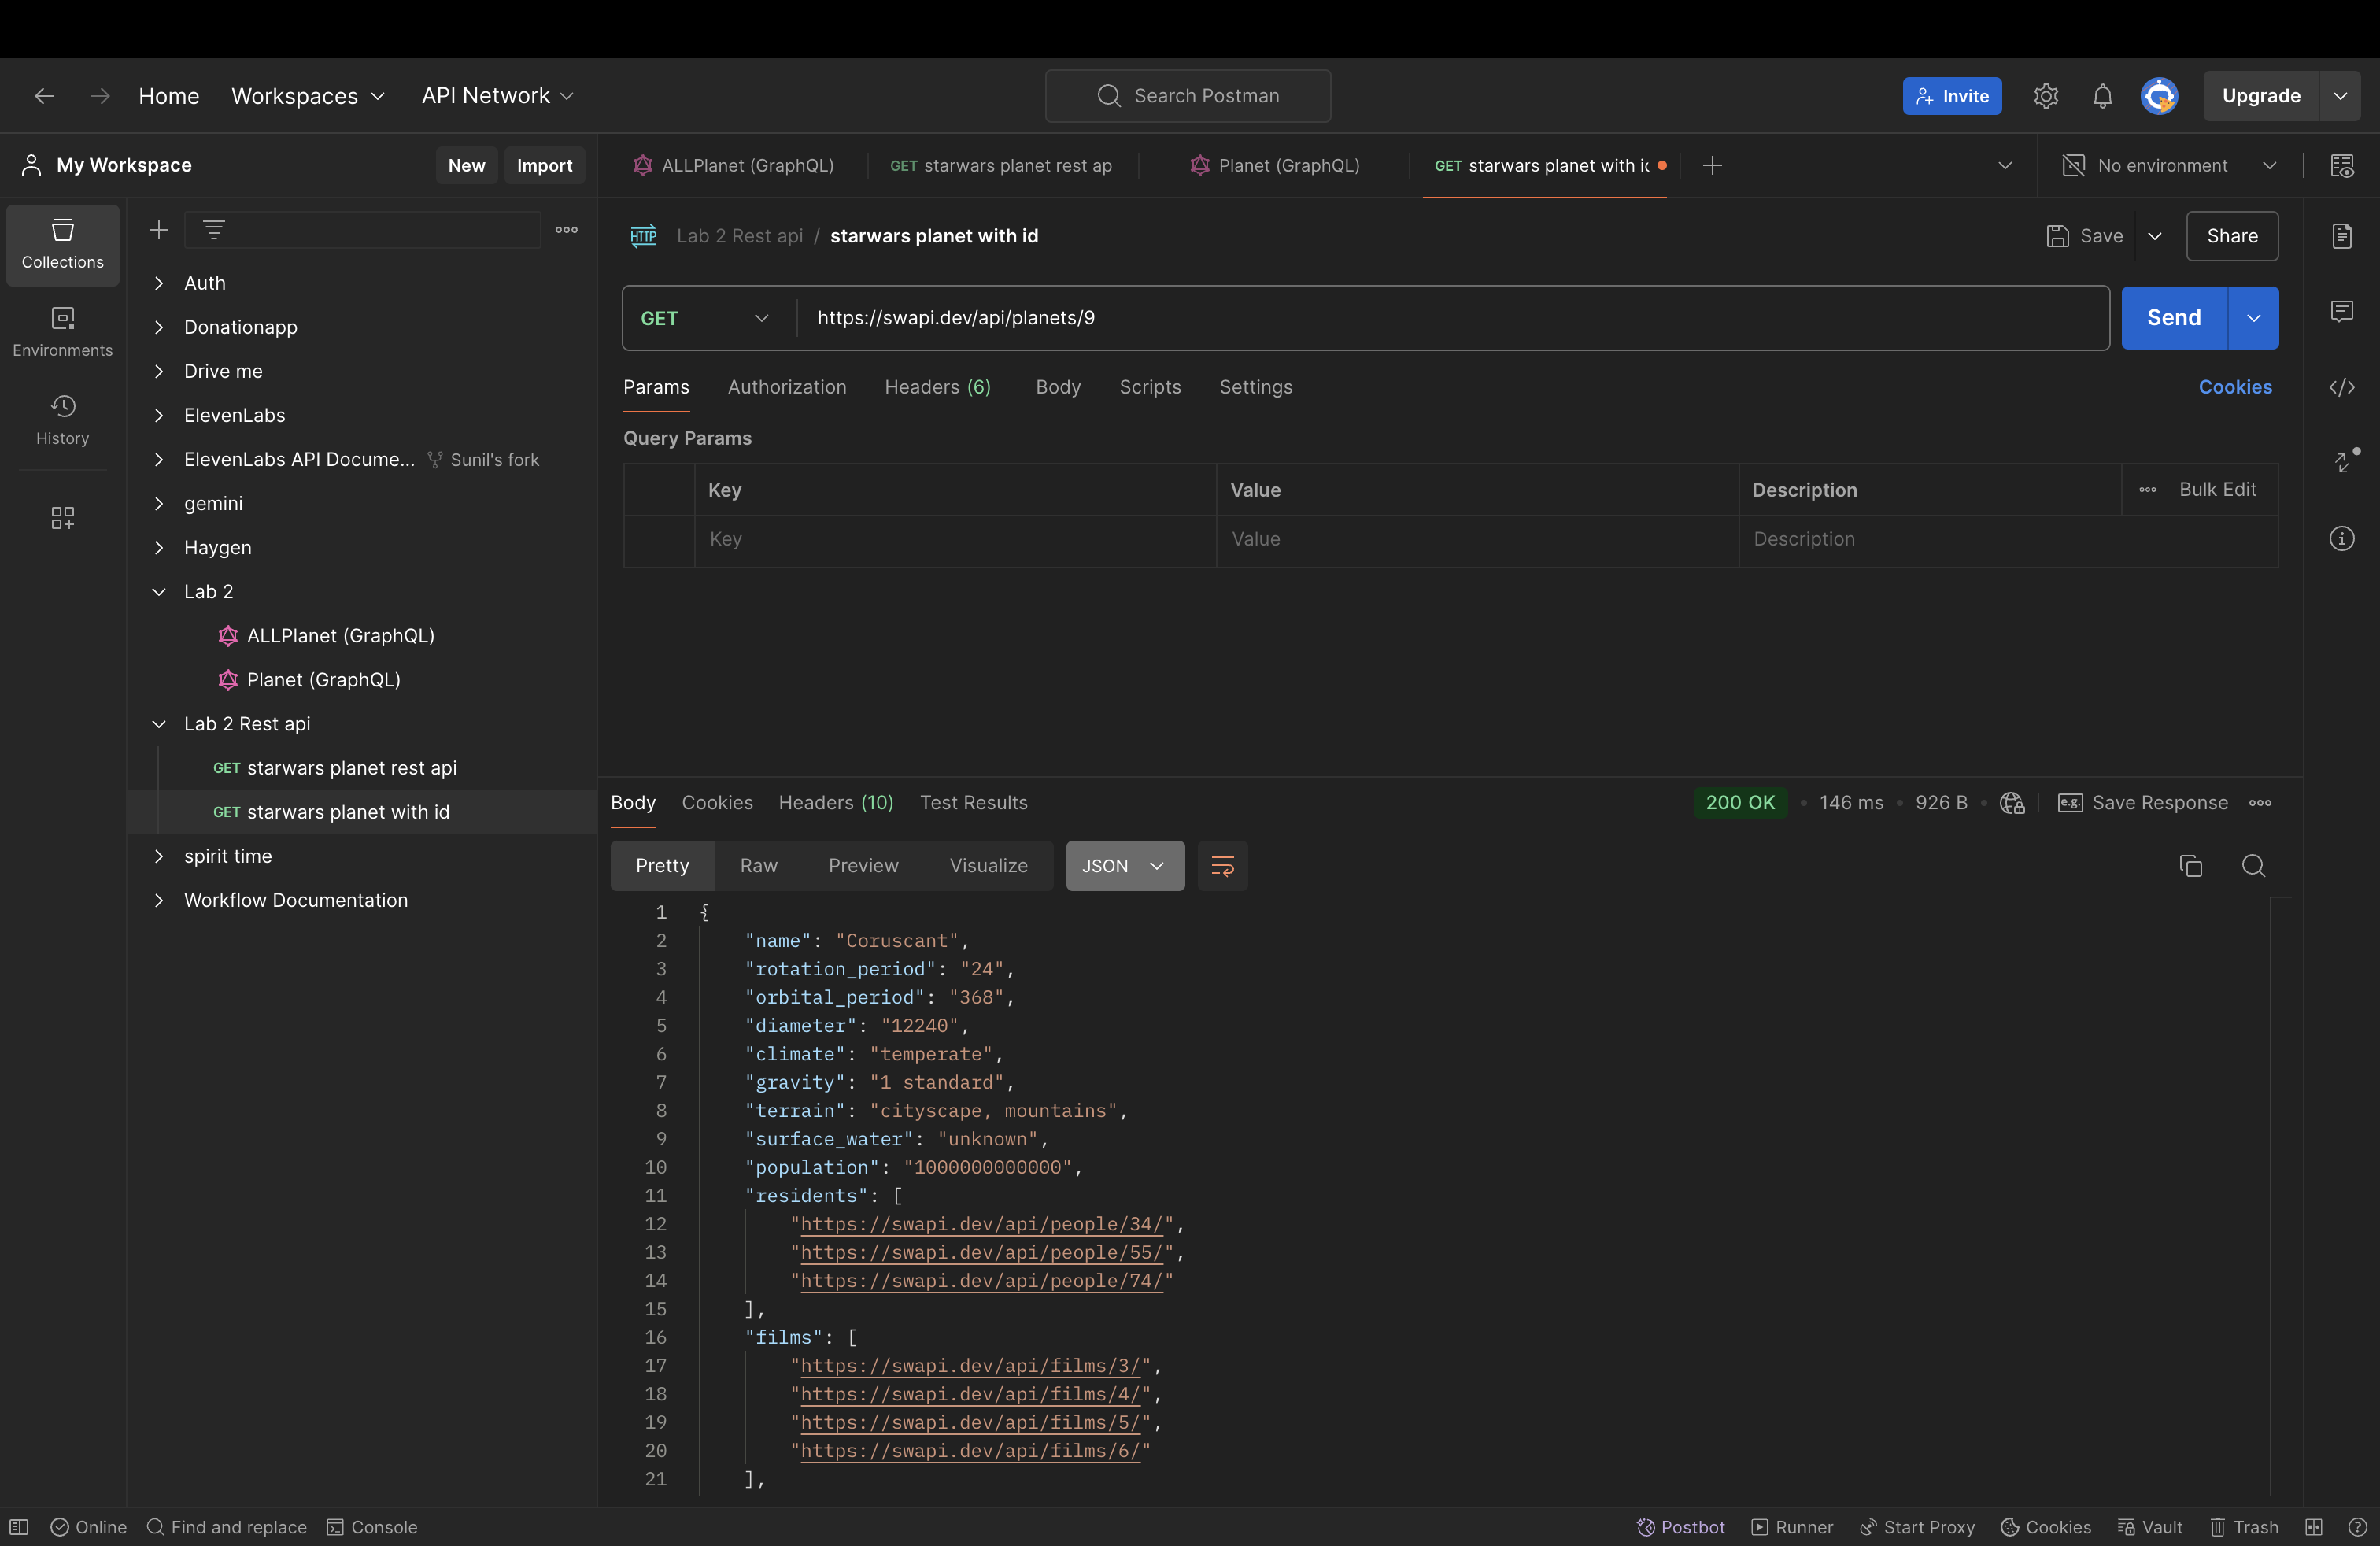 Home Workspaces API Network Search Postman Invite Upgrade
My Workspace New Import
ALLPlanet (GraphQL) GET starwars planet rest ap Planet (GraphQL) GET starwars planet with ic No environment
Collections
Environments
History
Auth
Donationapp
Drive me
ElevenLabs
ElevenLabs API Docume... Sunil's fork
gemini
Haygen
Lab 2
ALLPlanet (GraphQL)
Planet (GraphQL)
Lab 2 Rest api
GET starwars planet rest api
GET starwars planet with id
spirit time
Workflow Documentation
HTTP Lab 2 Rest api / starwars planet with id Save Share
GET https://swapi.dev/api/planets/9 Send
Params Authorization Headers (6) Body Scripts Settings Cookies
Query Params
Key Value Description Bulk Edit
Key Value Description
Body Cookies Headers (10) Test Results 200 OK 146 ms 926 B e.g. Save Response
Pretty Raw Preview Visualize JSON
1 {
2 "name": "Coruscant",
3 "rotation_period": "24",
4 "orbital_period": "368",
5 "diameter": "12240",
6 "climate": "temperate",
7 "gravity": "1 standard",
8 "terrain": "cityscape, mountains",
9 "surface_water": "unknown",
10 "population": "1000000000000",
11 "residents": [
12 "https://swapi.dev/api/people/34/",
13 "https://swapi.dev/api/people/55/",
14 "https://swapi.dev/api/people/74/"
15 ],
16 "films": [
17 "https://swapi.dev/api/films/3/",
18 "https://swapi.dev/api/films/4/",
19 "https://swapi.dev/api/films/5/",
20 "https://swapi.dev/api/films/6/"
21 ],
Online Find and replace Console Postbot Runner Start Proxy Cookies Vault Trash